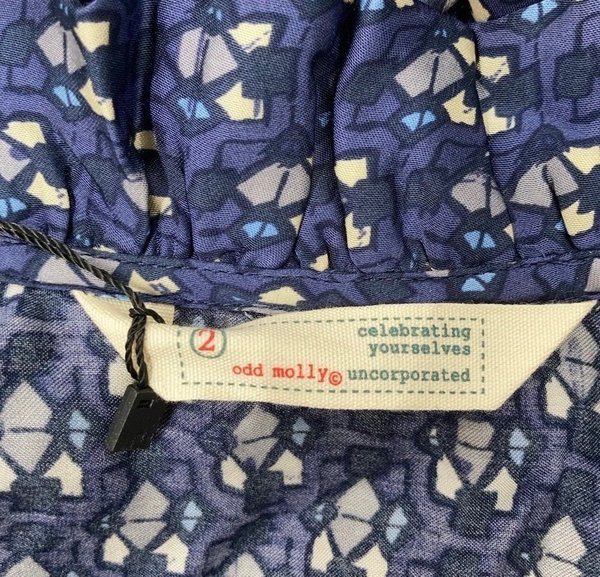 2
celebrating
yourselves
odd molly© uncorporated